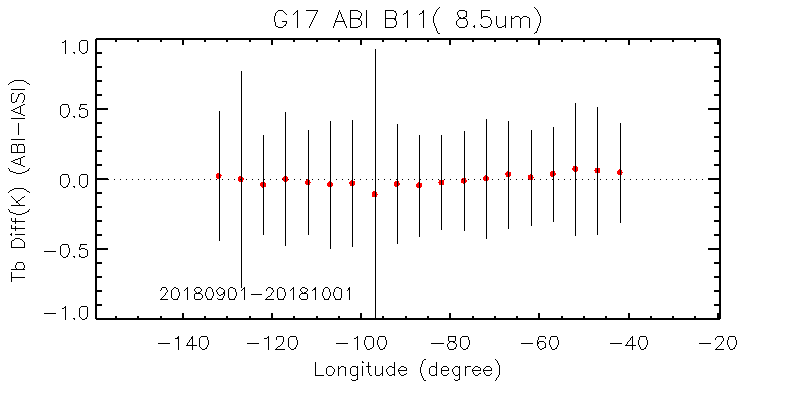 G17 ABI B11( 8.5um)
1.0
0.5
0.0
−0.5
−1.0
Tb Diff(K) (ABI−IASI)
20180901−20181001
−140 −120 −100 −80 −60 −40 −20
Longitude (degree)